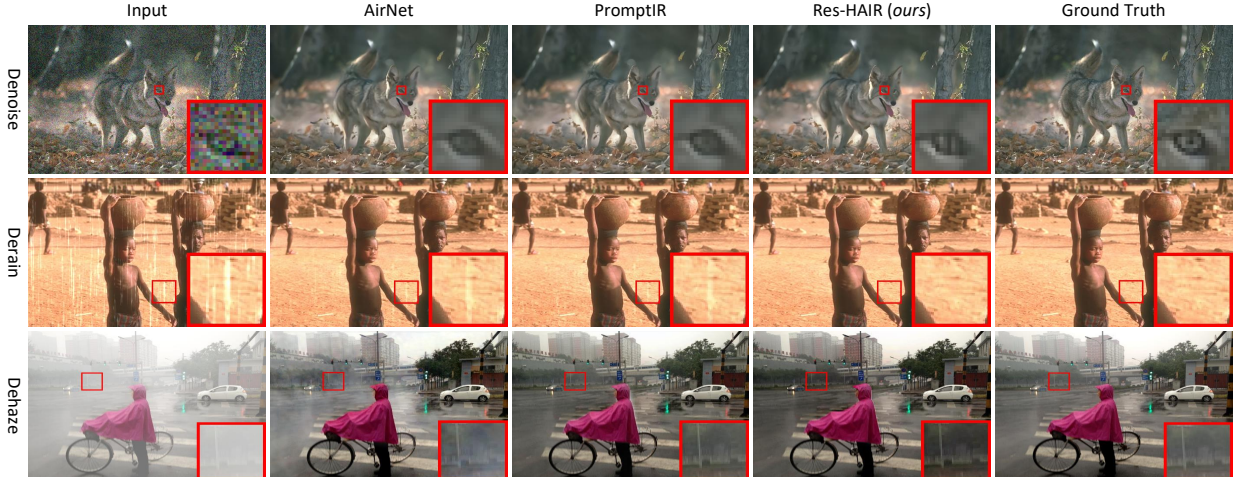 Input AirNet PromptIR Res-HAIR (ours) Ground Truth
Denoise
Derain
Dehaze